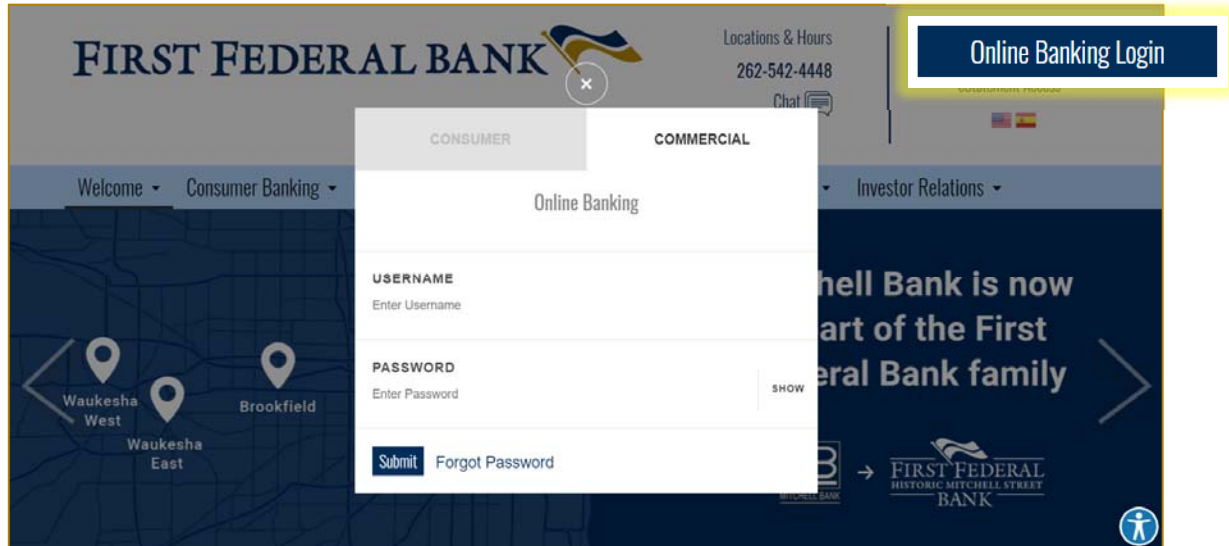 FIRST FEDERAL BANK
Locations & Hours
262-542-4448
Chat
Online Banking Login
Welcome
Consumer Banking
Investor Relations
CONSUMER
COMMERCIAL
Online Banking
USERNAME
Enter Username
PASSWORD
Enter Password
SHOW
Submit
Forgot Password
Waukesha
West
Waukesha
East
Brookfield
hell Bank is now
art of the First
eral Bank family
MITCHELL BANK
FIRST FEDERAL
HISTORIC MITCHELL STREET
BANK